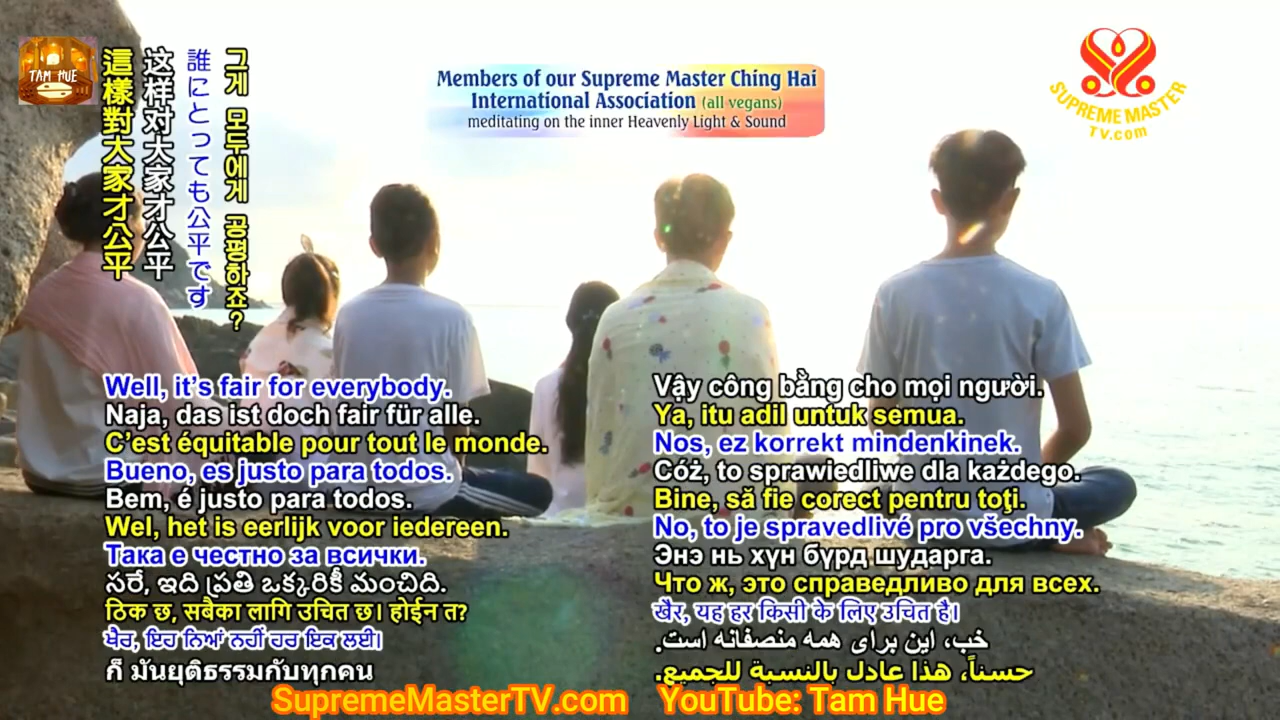 TAM HUE
這樣對大家才公平
这样对大家才公平
誰にとっても公平です
그게 모두에게 공평하죠?
Members of our Supreme Master Ching Hai
International Association (all vegans)
meditating on the inner Heavenly Light & Sound
SUPREME MASTER
TV.com
Well, it's fair for everybody.
Naja, das ist doch fair für alle.
C'est équitable pour tout le monde.
Bueno, es justo para todos.
Bem, é justo para todos.
Wel, het is eerlijk voor iedereen.
Така е честно за всички.
సరే, ఇది ప్రతి ఒక్కరికీ మంచిది.
ठिक छ, सबैका लागि उचित छ। होईन त?
ਖੈਰ, ਇਹ ਨਿਆਂ ਨਹੀਂ ਹਰ ਇਕ ਲਈ।
ก็ มันยุติธรรมกับทุกคน
Vậy công bằng cho mọi người.
Ya, itu adil untuk semua.
Nos, ez korrekt mindenkinek.
Cóż, to sprawiedliwe dla każdego.
Bine, să fie corect pentru toţi.
No, to je spravedlivé pro všechny.
Энэ нь хүн бүрд шударга.
Что ж, это справедливо для всех.
खैर, यह हर किसी के लिए उचित है।
خب، این برای همه منصفانه است.
حسناً، هذا عادل بالنسبة للجميع.
SupremeMasterTV.com YouTube: Tam Hue